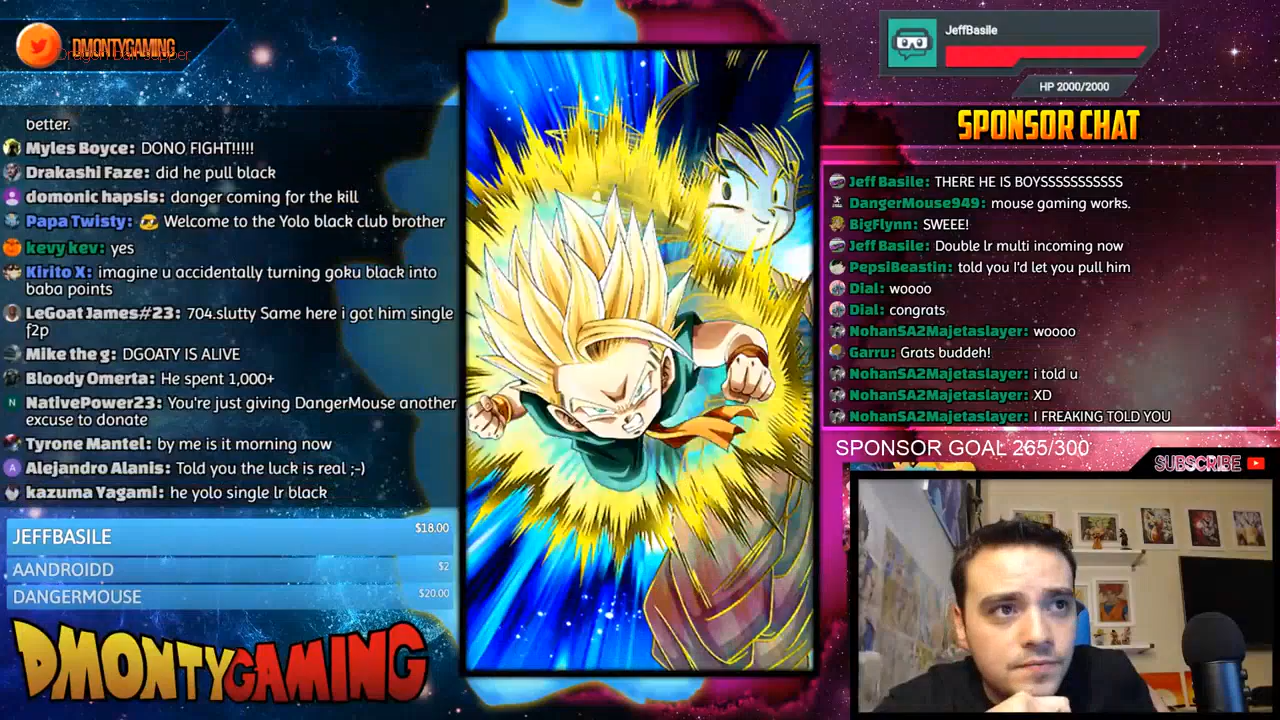 DMONTYGAMING
Dragon Ball Rapper
better.
Myles Boyce: DONO FIGHT!!!!!
Drakashi Faze: did he pull black
domonic hapsis: danger coming for the kill
Papa Twisty: Welcome to the Yolo black club brother
kevy kev: yes
Kirito X: imagine u accidentally turning goku black into
baba points
LeGoat James#23: 704.slutty Same here i got him single
f2p
Mike the g: DGOATY IS ALIVE
Bloody Omerta: He spent 1,000+
N NativePower23: You're just giving DangerMouse another
excuse to donate
Tyrone Mantel: by me is it morning now
A Alejandro Alanis: Told you the luck is real ;-)
kazuma Yagami: he yolo single lr black
JEFFBASILE $18.00
AANDROIDD $2
DANGERMOUSE $20.00
DMONTYGAMING
JeffBasile
HP 2000/2000
SPONSOR CHAT
Jeff Basile: THERE HE IS BOYSSSSSSSSSSS
DangerMouse949: mouse gaming works.
BigFlynn: SWEEE!
Jeff Basile: Double lr multi incoming now
PepsiBeastin: told you I'd let you pull him
Dial: woooo
Dial: congrats
NohanSA2Majetaslayer: woooo
Garru: Grats buddeh!
NohanSA2Majetaslayer: i told u
NohanSA2Majetaslayer: XD
NohanSA2Majetaslayer: I FREAKING TOLD YOU
SPONSOR GOAL 265/300
SUBSCRIBE